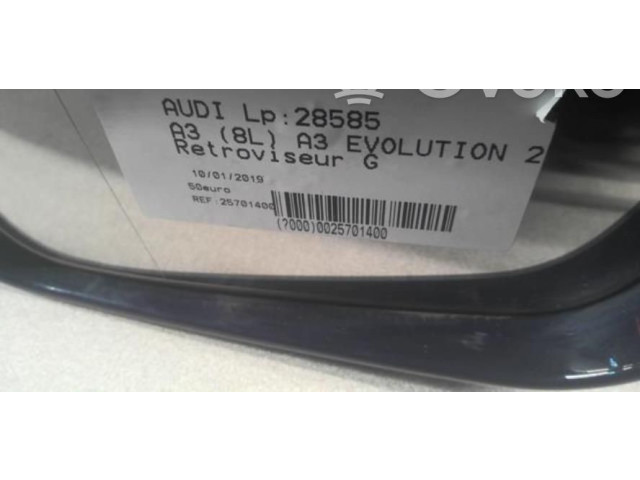 AUDI Lp:28585
A3 (8L) A3 EVOLUTION 2
Retroviseur G
10/01/2019
50euro
REF:25701400
(7000)0025701400